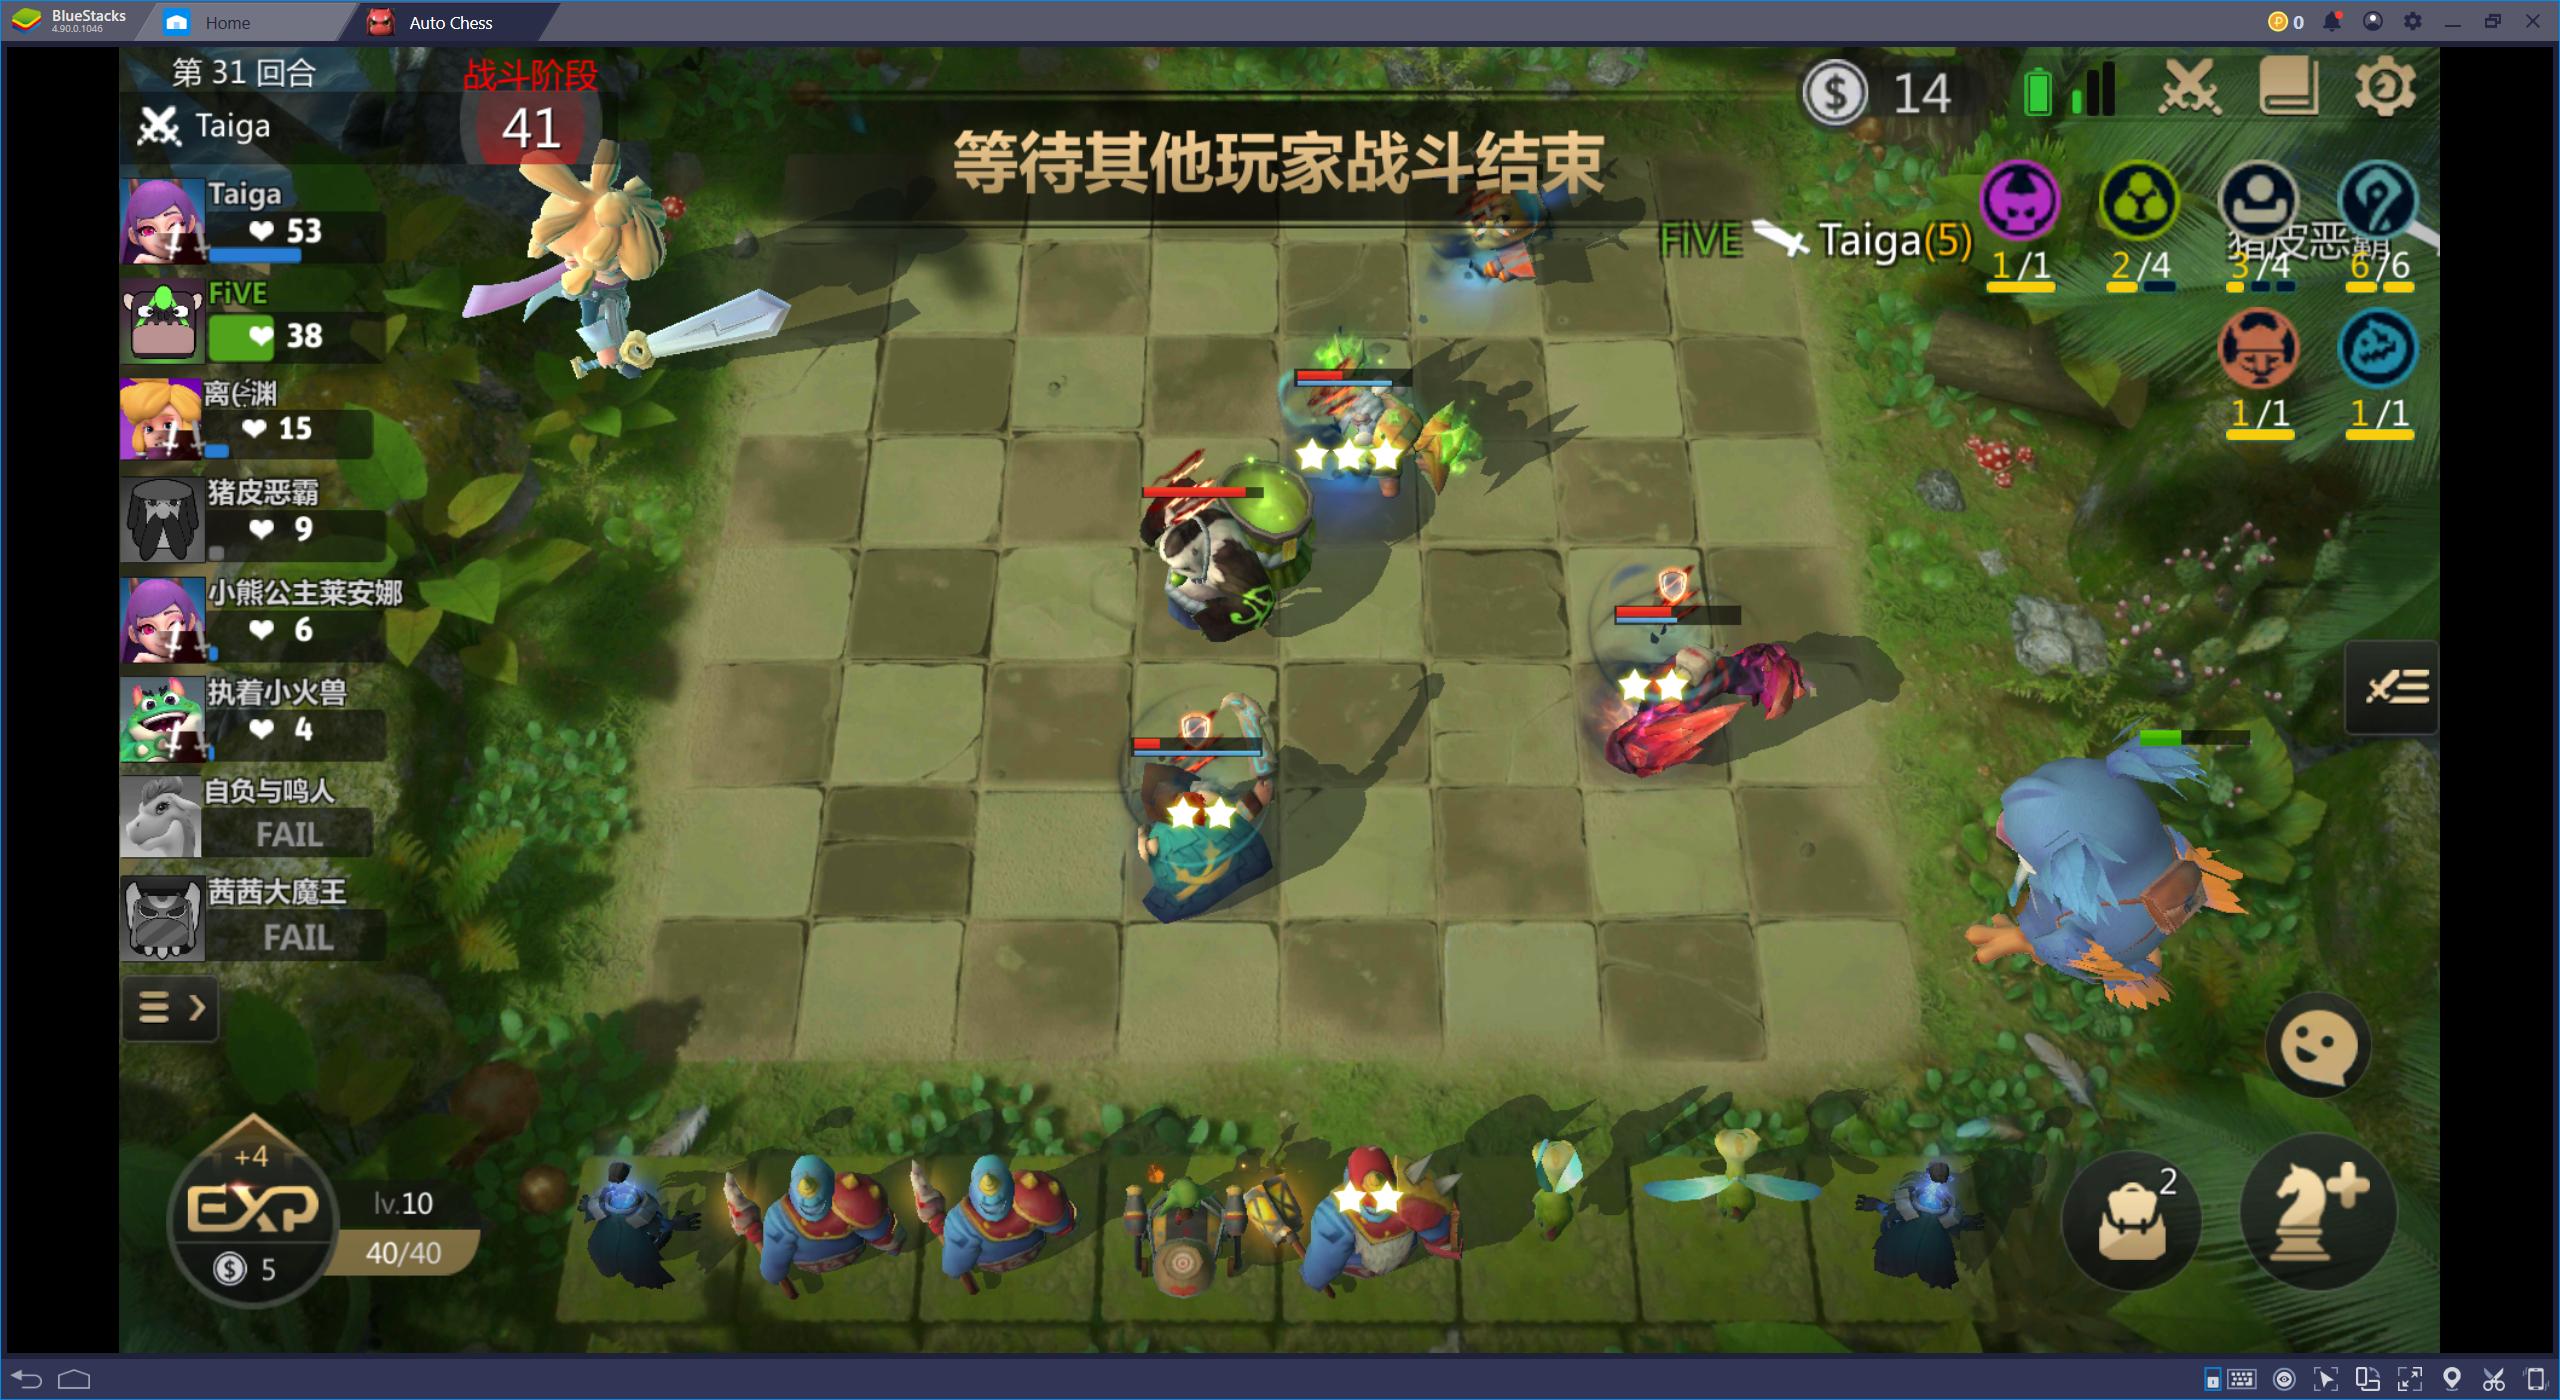 BlueStacks
4.90.0.1046
Home
Auto Chess
0
第 31 回合
战斗阶段
Taiga
41
等待其他玩家战斗结束
14
FiVE Taiga(5)
猪皮恶霸
1/1
2/4
3/4
6/6
1/1
1/1
Taiga
53
FiVE
38
15
猪皮恶霸
9
小熊公主莱安娜
6
执着小火兽
4
自负与鸣人
FAIL
茜茜大魔王
FAIL
+4
EXP
5
lv.10
40/40
2